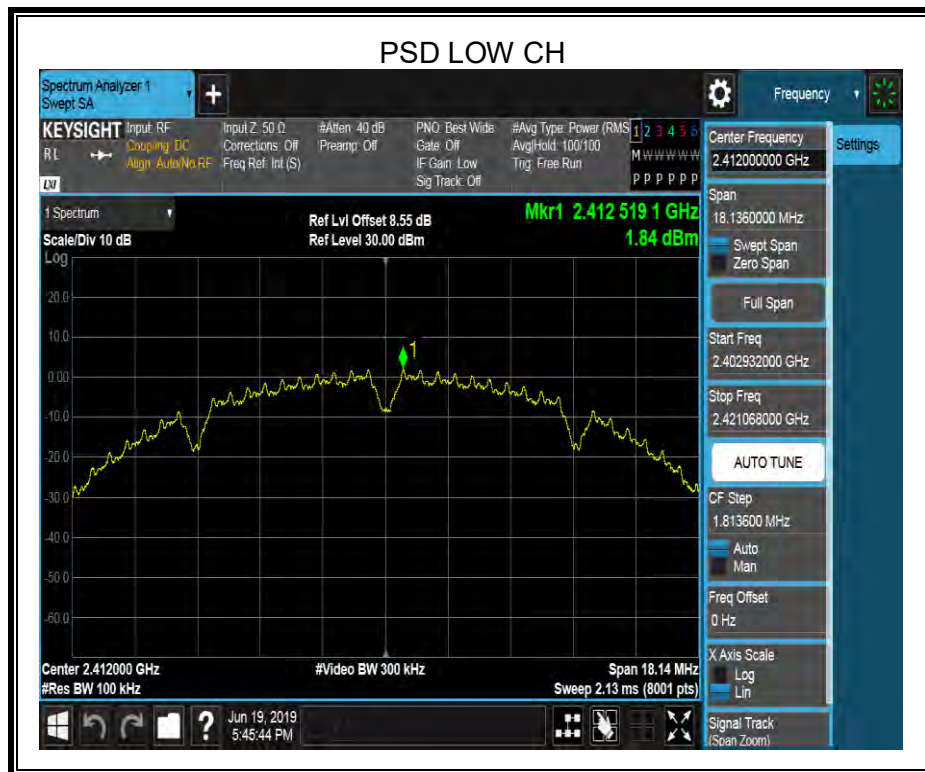 PSD LOW CH
Spectrum Analyzer 1
Swept SA
+
Frequency
KEYSIGHT
RL
LXI
Input: RF
Coupling: DC
Align: Auto/No RF
Input Z: 50 Ω
Corrections: Off
Freq Ref: Int (S)
#Atten: 40 dB
Preamp: Off
PNO: Best Wide
Gate: Off
IF Gain: Low
Sig Track: Off
#Avg Type: Power (RMS
Avg|Hold: 100/100
Trig: Free Run
1 2 3 4 5 6
M W W W W W
P P P P P P
1 Spectrum
Scale/Div 10 dB
Ref Lvl Offset 8.55 dB
Ref Level 30.00 dBm
Mkr1 2.412 519 1 GHz
1.84 dBm
Log
20.0
10.0
0.00
-10.0
-20.0
-30.0
-40.0
-50.0
-60.0
1
Center 2.412000 GHz
#Res BW 100 kHz
#Video BW 300 kHz
Span 18.14 MHz
Sweep 2.13 ms (8001 pts)
?
Jun 19, 2019
5:45:44 PM
Center Frequency
2.412000000 GHz
Settings
Span
18.1360000 MHz
Swept Span
Zero Span
Full Span
Start Freq
2.402932000 GHz
Stop Freq
2.421068000 GHz
AUTO TUNE
CF Step
1.813600 MHz
Auto
Man
Freq Offset
0 Hz
X Axis Scale
Log
Lin
Signal Track
(Span Zoom)